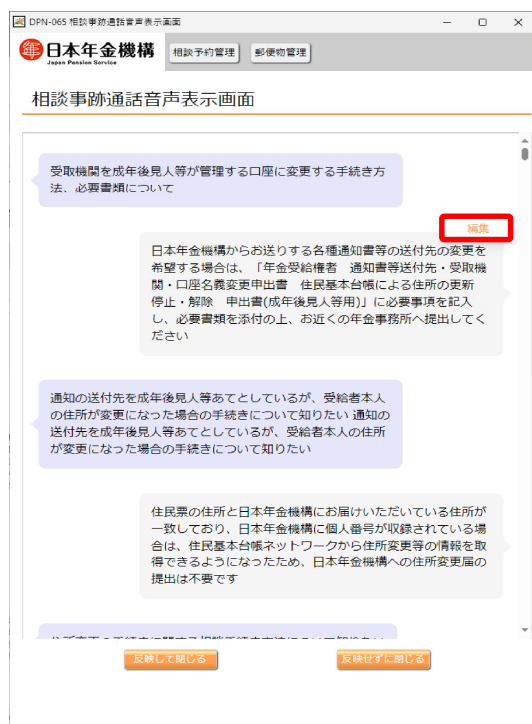 DPN-065 相談事跡通話音声表示画面
年 日本年金機構
Japan Pension Service
相談予約管理
郵便物管理
相談事跡通話音声表示画面
受取機関を成年後見人等が管理する口座に変更する手続き方
法、必要書類について
編集
日本年金機構からお送りする各種通知書等の送付先の変更を
希望する場合は、「年金受給権者　通知書等送付先・受取機
関・口座名義変更申出書　住民基本台帳による住所の更新
停止・解除　申出書(成年後見人等用)」に必要事項を記入
し、必要書類を添付の上、お近くの年金事務所へ提出してく
ださい
通知の送付先を成年後見人等あてとしているが、受給者本人
の住所が変更になった場合の手続きについて知りたい 通知の
送付先を成年後見人等あてとしているが、受給者本人の住所
が変更になった場合の手続きについて知りたい
住民票の住所と日本年金機構にお届けいただいている住所が
一致しており、日本年金機構に個人番号が収録されている場
合は、住民基本台帳ネットワークから住所変更等の情報を取
得できるようになったため、日本年金機構への住所変更届の
提出は不要です
反映して閉じる
反映せずに閉じる